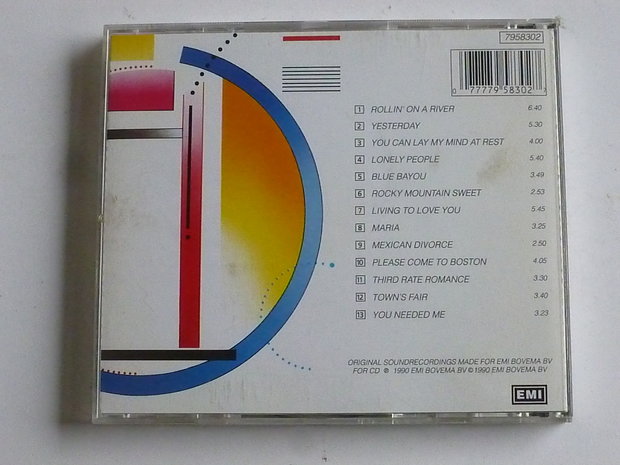 7958302
0 77779 58302 2
1 ROLLIN' ON A RIVER 6.40
2 YESTERDAY 5.30
3 YOU CAN LAY MY MIND AT REST 4.00
4 LONELY PEOPLE 5.40
5 BLUE BAYOU 3.49
6 ROCKY MOUNTAIN SWEET 2.53
7 LIVING TO LOVE YOU 5.45
8 MARIA 3.25
9 MEXICAN DIVORCE 2.50
10 PLEASE COME TO BOSTON 4.05
11 THIRD RATE ROMANCE 3.30
12 TOWN'S FAIR 3.40
13 YOU NEEDED ME 3.23
ORIGINAL SOUNDRECORDINGS MADE FOR EMI BOVEMA BV
FOR CD ℗ 1990 EMI BOVEMA BV © 1990 EMI BOVEMA BV
EMI